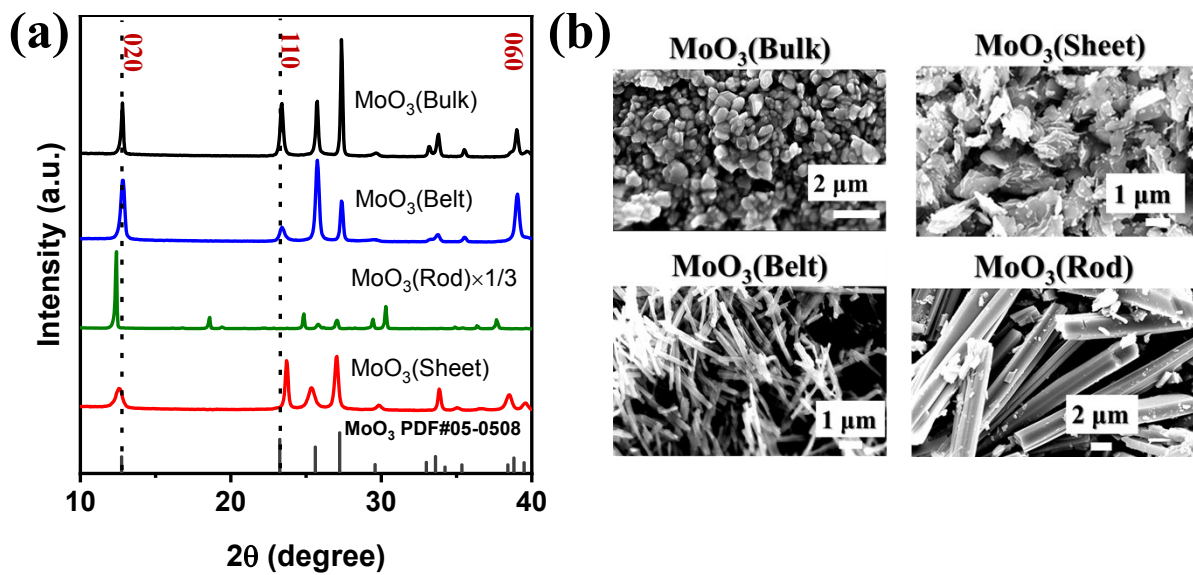 (a)
020
110
060
MoO₃(Bulk)
MoO₃(Belt)
MoO₃(Rod)×1/3
MoO₃(Sheet)
MoO₃ PDF#05-0508
Intensity (a.u.)
10 20 30 40
2θ (degree)
(b)
MoO₃(Bulk)
2 µm
MoO₃(Sheet)
1 µm
MoO₃(Belt)
1 µm
MoO₃(Rod)
2 µm